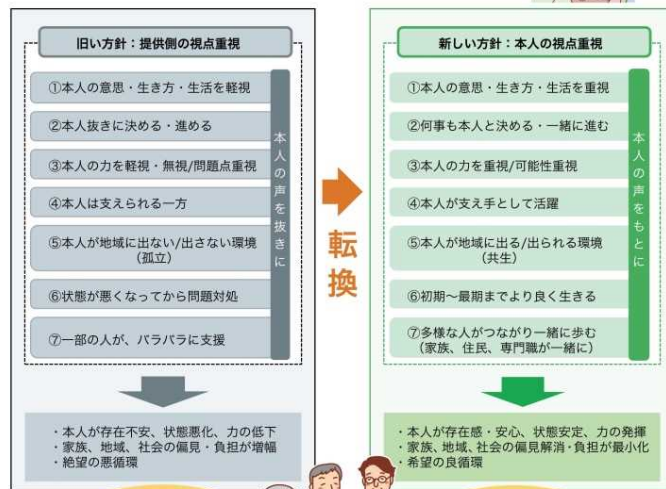 旧い方針：提供側の視点重視
①本人の意思・生き方・生活を軽視
②本人抜きに決める・進める
③本人の力を軽視・無視/問題点重視
④本人は支えられる一方
⑤本人が地域に出ない/出さない環境
（孤立）
⑥状態が悪くなってから問題対処
⑦一部の人が、バラバラに支援
本人の声を抜きに
・本人が存在不安、状態悪化、力の低下
・家族、地域、社会の偏見・負担が増幅
・絶望の悪循環
転換
新しい方針：本人の視点重視
①本人の意思・生き方・生活を重視
②何事も本人と決める・一緒に進む
③本人の力を重視/可能性重視
④本人が支え手として活躍
⑤本人が地域に出る/出られる環境
（共生）
⑥初期～最期までより良く生きる
⑦多様な人がつながり一緒に歩む
（家族、住民、専門職が一緒に）
本人の声をもとに
・本人が存在感・安心、状態安定、力の発揮
・家族、地域、社会の偏見解消・負担が最小化
・希望の良循環